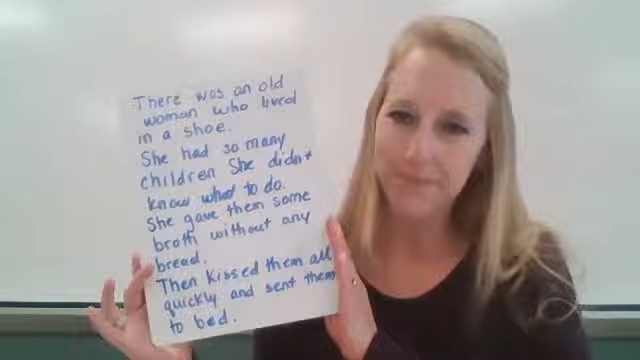 There was an old
woman who lived
in a shoe.
She had so many
children She didn't
know what to do.
She gave them some
broth without any
bread.
Then kissed them all
quickly and sent them
to bed.